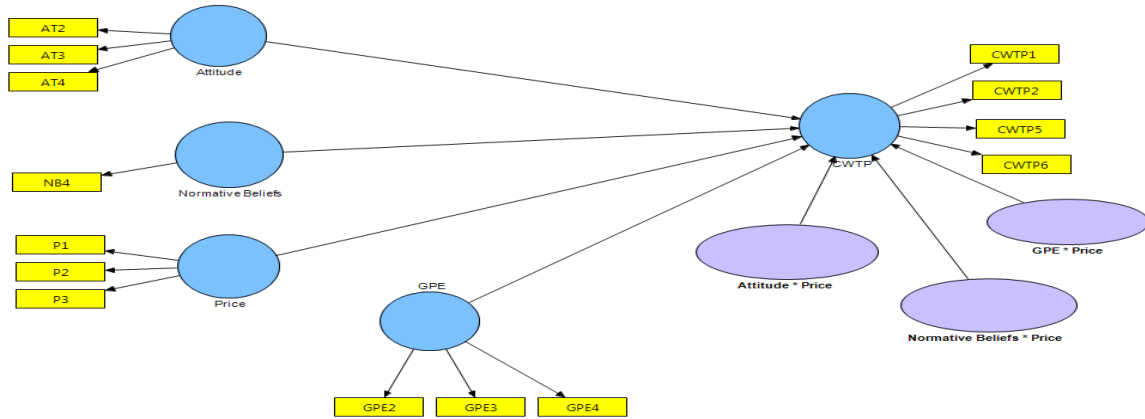 AT2
AT3
AT4
Attitude
NB4
Normative Beliefs
P1
P2
P3
Price
GPE
GPE2
GPE3
GPE4
CWTP
CWTP1
CWTP2
CWTP5
CWTP6
Attitude * Price
Normative Beliefs * Price
GPE * Price